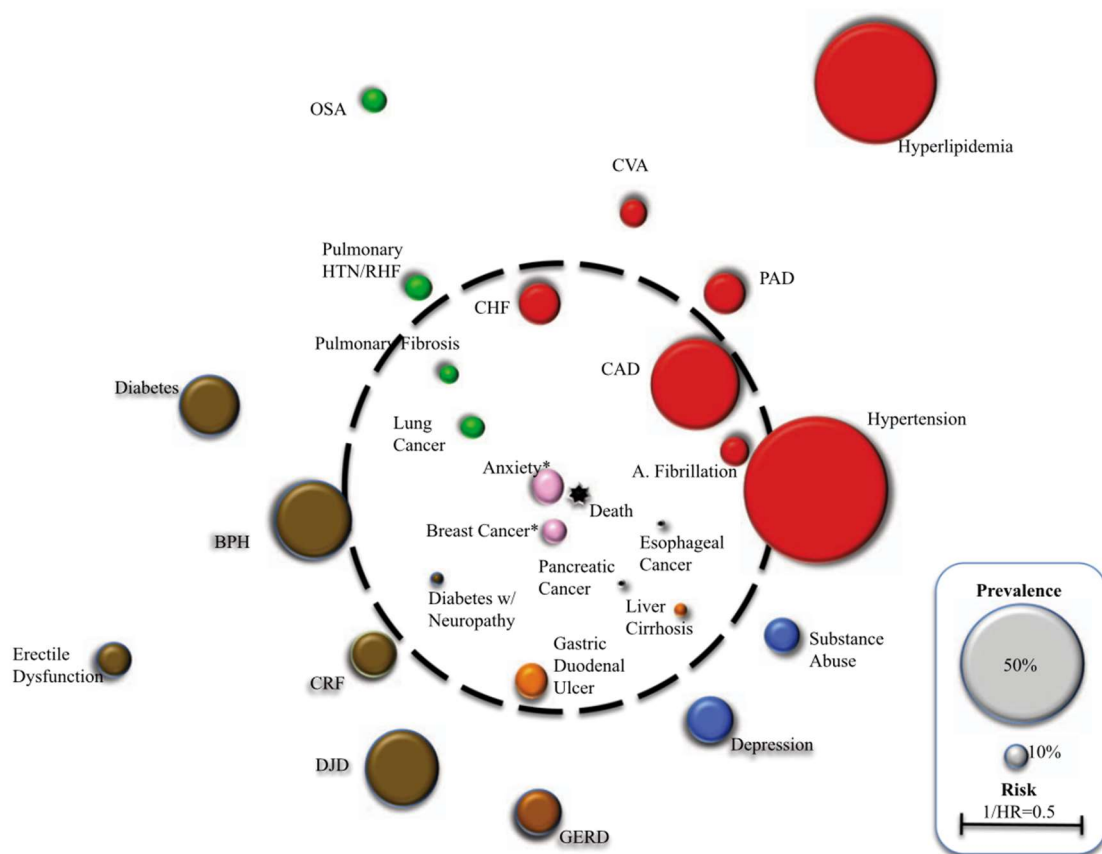 OSA
Hyperlipidemia
CVA
Pulmonary
HTN/RHF
PAD
CHF
Pulmonary Fibrosis
CAD
Diabetes
Hypertension
Lung
Cancer
Anxiety*
A. Fibrillation
Death
Breast Cancer*
BPH
Esophageal
Cancer
Pancreatic
Cancer
Diabetes w/
Neuropathy
Liver
Cirrhosis
Substance
Abuse
Erectile
Dysfunction
CRF
Gastric
Duodenal
Ulcer
Depression
DJD
GERD
Prevalence
50%
10%
Risk
1/HR=0.5